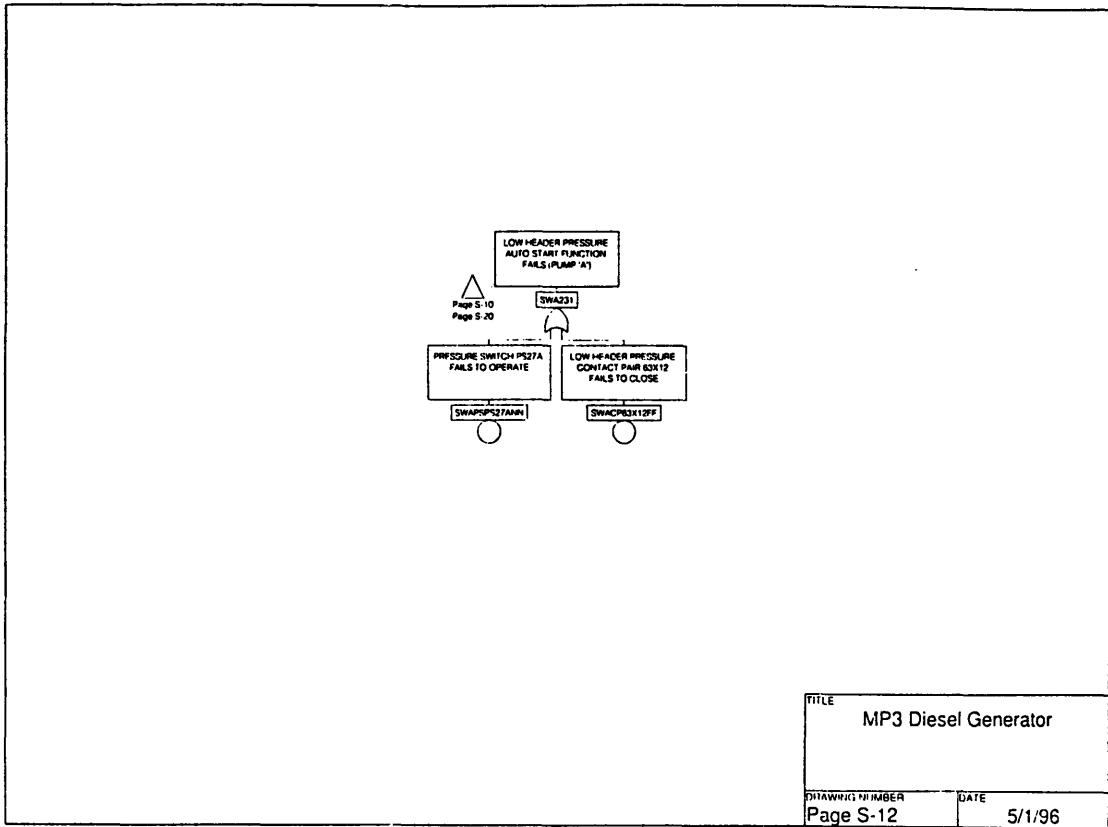 LOW HEADER PRESSURE
AUTO START FUNCTION
FAILS (PUMP 'A')
Page S-10
Page S-20
SWA231
PRESSURE SWITCH PS27A
FAILS TO OPERATE
LOW HEADER PRESSURE
CONTACT PAIR 63X12
FAILS TO CLOSE
SWAPSPS27ANN
SWACP63X12FF
TITLE
MP3 Diesel Generator
DRAWING NUMBER
Page S-12
DATE
5/1/96